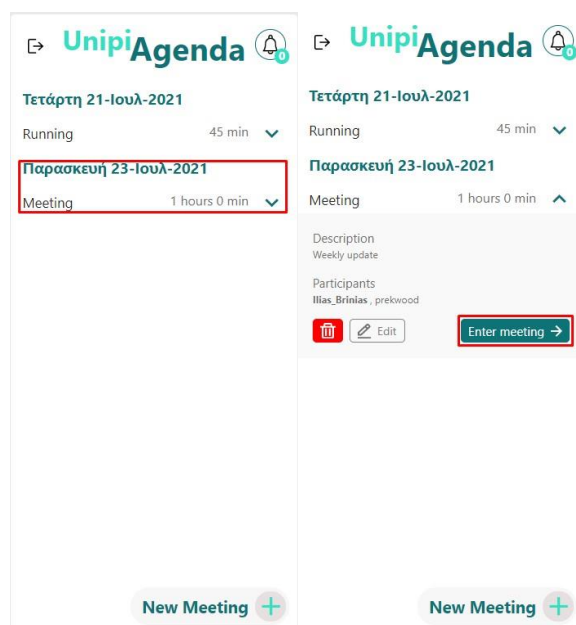 UnipiAgenda 0
Τετάρτη 21-Ιουλ-2021
Running 45 min
Παρασκευή 23-Ιουλ-2021
Meeting 1 hours 0 min
New Meeting +
UnipiAgenda 0
Τετάρτη 21-Ιουλ-2021
Running 45 min
Παρασκευή 23-Ιουλ-2021
Meeting 1 hours 0 min
Description
Weekly update
Participants
Ilias_Brinias , prekwood
Edit Enter meeting →
New Meeting +